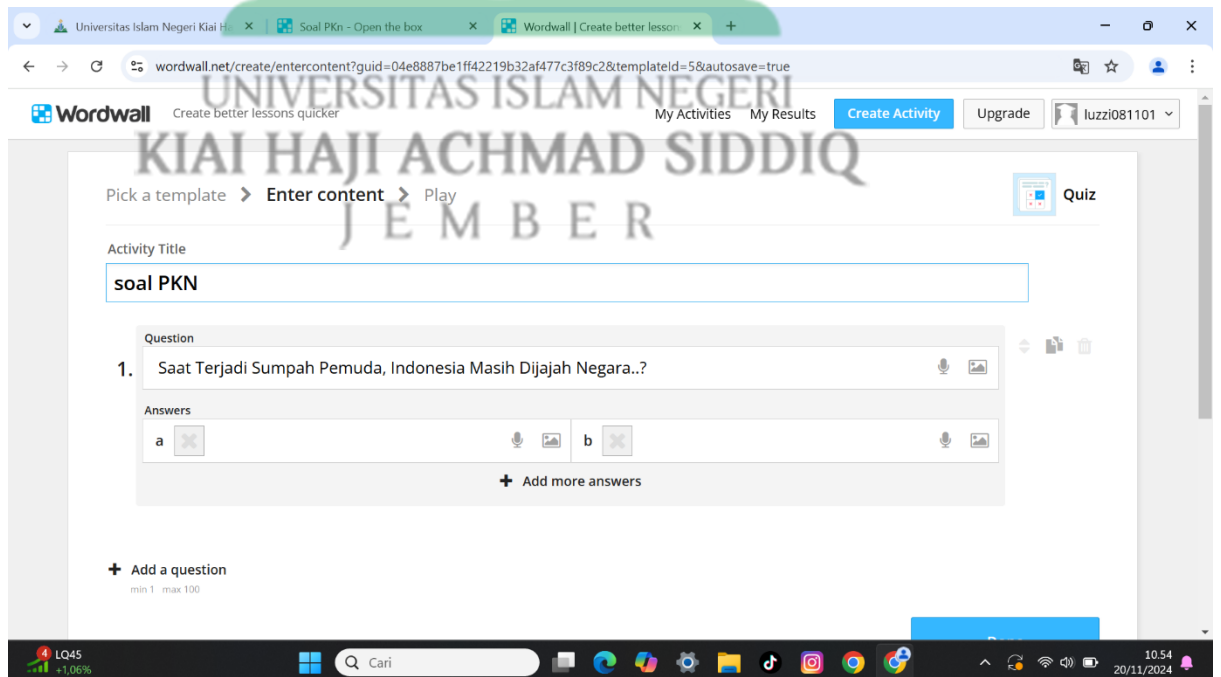 Universitas Islam Negeri Kiai Ha
Soal PKn - Open the box
Wordwall | Create better lesson
wordwall.net/create/entercontent?guid=04e8887be1ff42219b32af477c3f89c2&templateId=5&autosave=true
UNIVERSITAS ISLAM NEGERI
Wordwall Create better lessons quicker My Activities My Results Create Activity Upgrade luzzi081101
KIAI HAJI ACHMAD SIDDIQ
Pick a template > Enter content > Play Quiz
JEMBER
Activity Title
soal PKN
Question
1. Saat Terjadi Sumpah Pemuda, Indonesia Masih Dijajah Negara..?
Answers
a b
+ Add more answers
+ Add a question
min 1 max 100
4 LQ45
+1,06%
Cari
10.54
20/11/2024